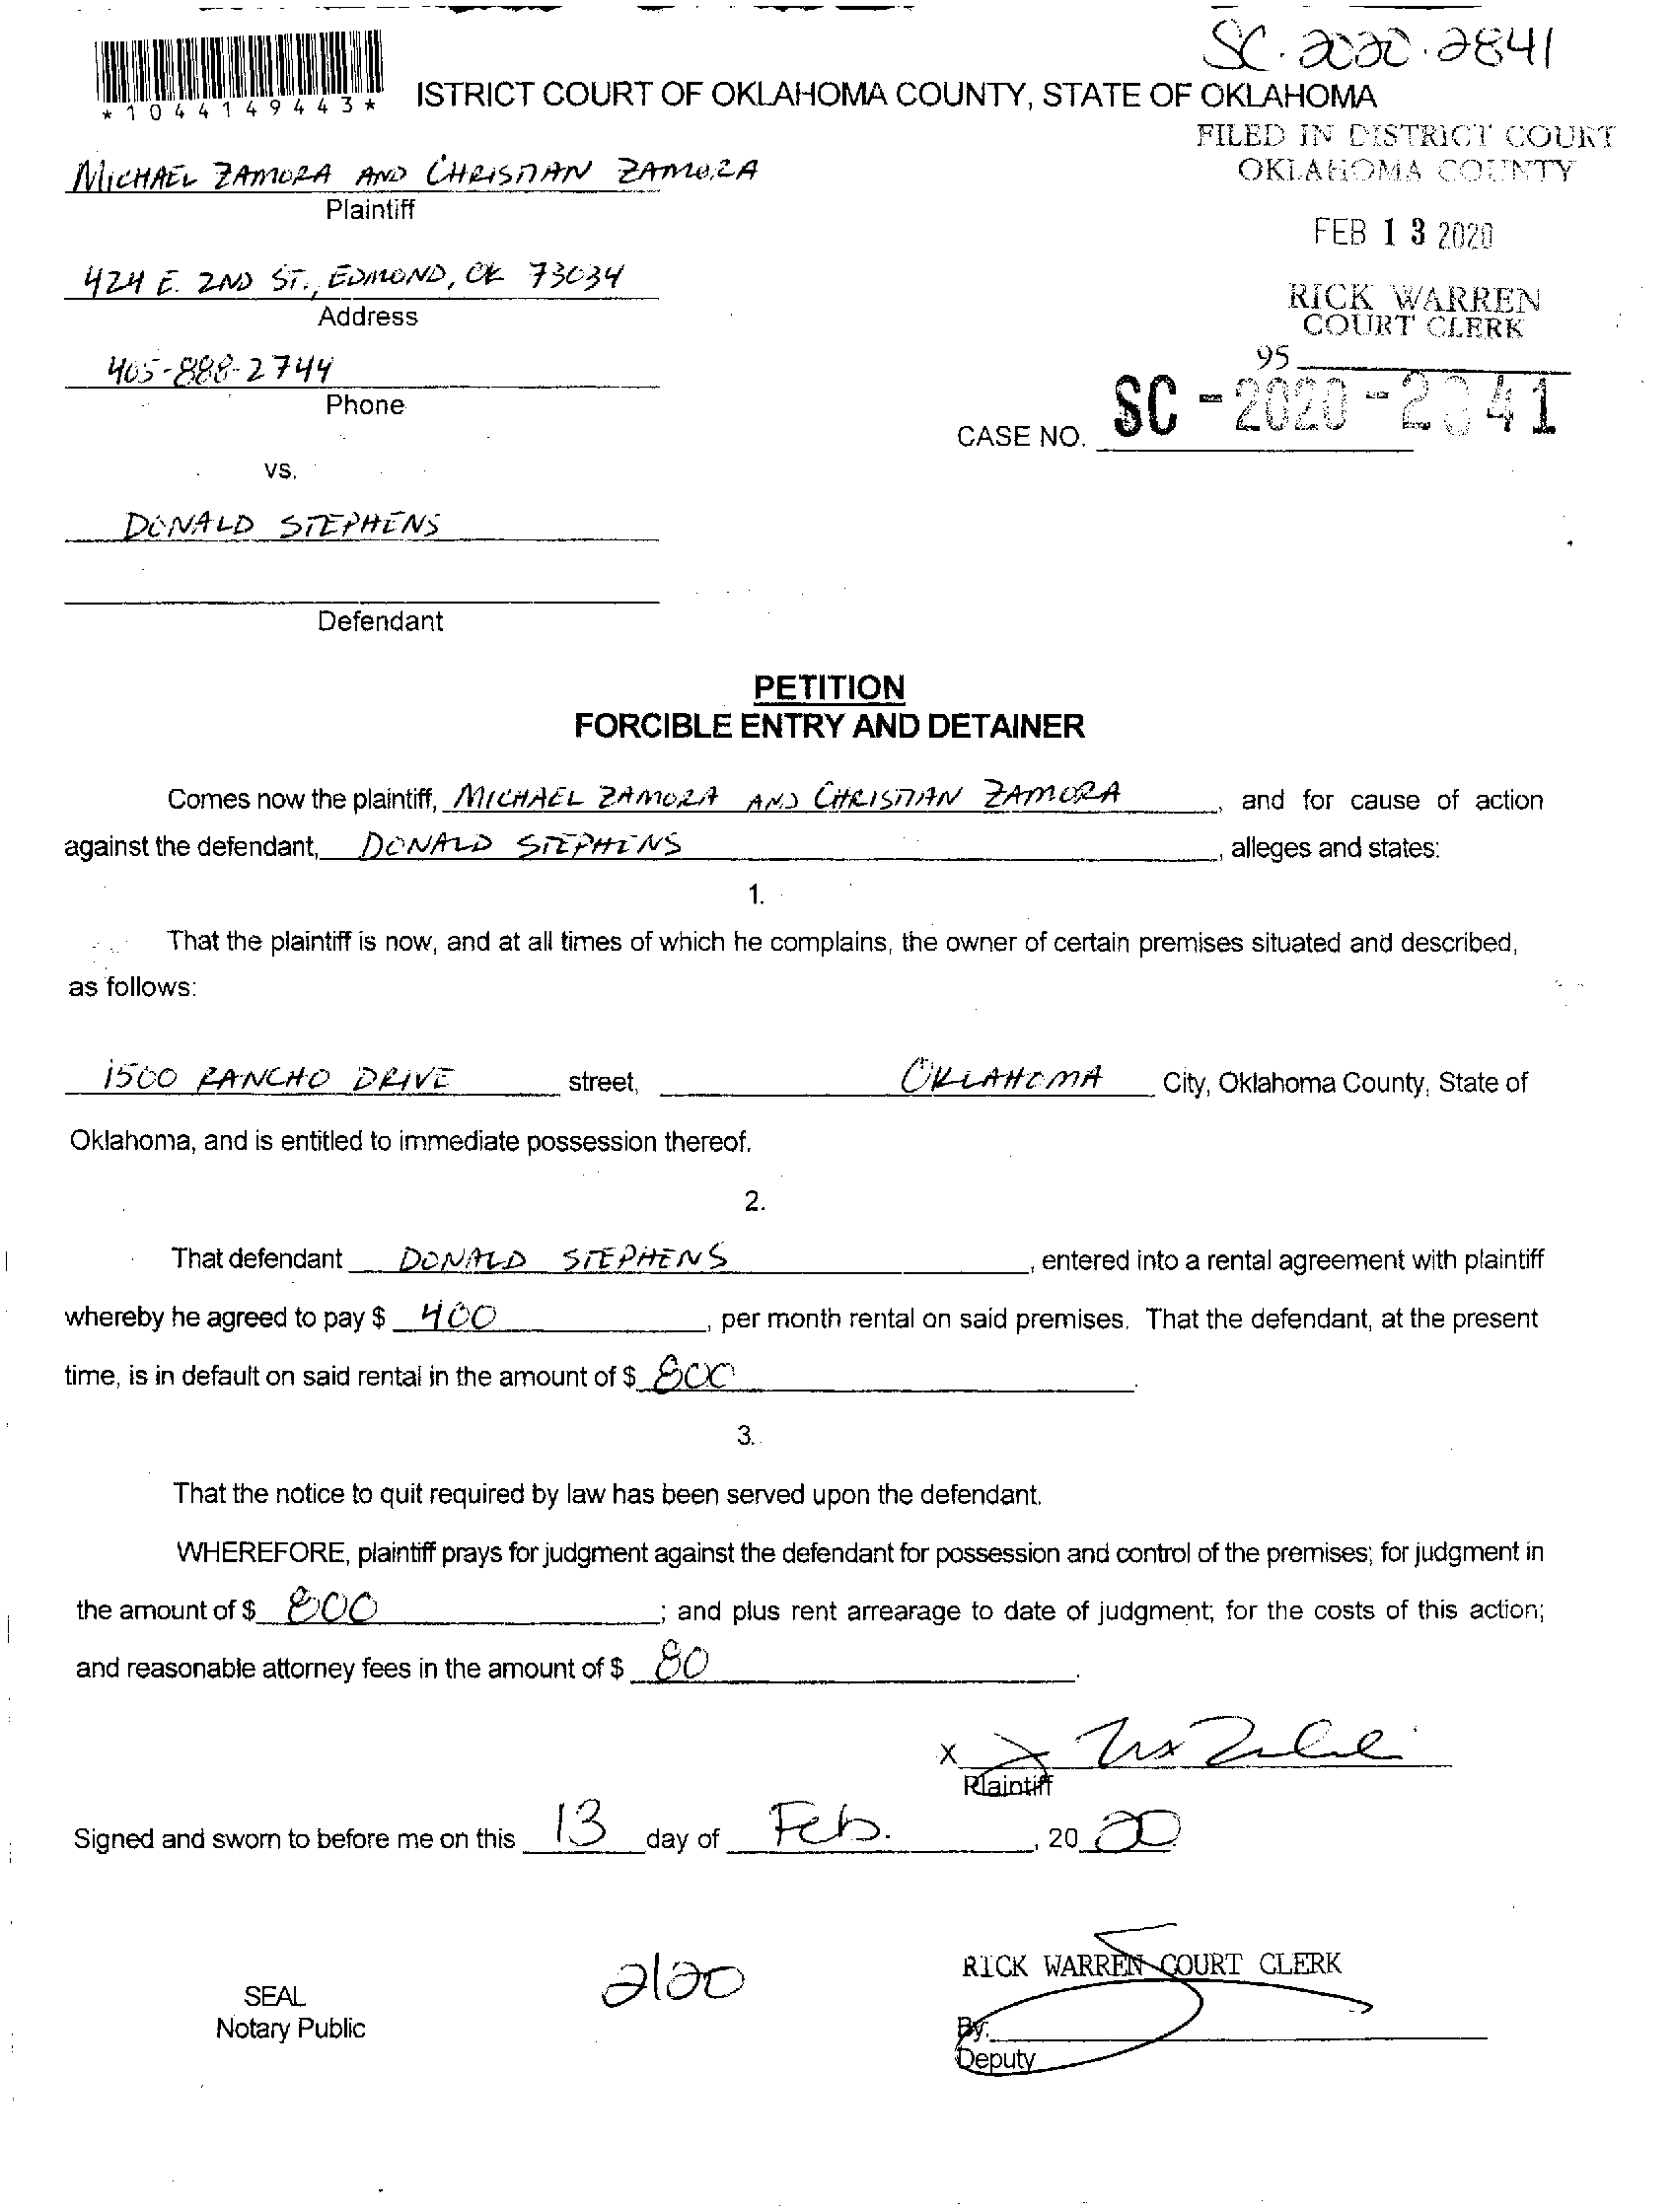 SC-2020-2841
*1044149443*
ISTRICT COURT OF OKLAHOMA COUNTY, STATE OF OKLAHOMA
FILED IN DISTRICT COURT
OKLAHOMA COUNTY
MICHAEL ZAMORA AND CHRISTIAN ZAMORA
Plaintiff
FEB 13 2020
424 E. 2ND ST., EDMOND, OK 73034
Address
RICK WARREN
COURT CLERK
95
405-888-2744
Phone
CASE NO. SC-2020-2841
vs.
DONALD STEPHENS
Defendant
PETITION
FORCIBLE ENTRY AND DETAINER
Comes now the plaintiff, MICHAEL ZAMORA AND CHRISTIAN ZAMORA, and for cause of action
against the defendant, DONALD STEPHENS, alleges and states:
1.
That the plaintiff is now, and at all times of which he complains, the owner of certain premises situated and described,
as follows:
1500 RANCHO DRIVE street, OKLAHOMA City, Oklahoma County, State of
Oklahoma, and is entitled to immediate possession thereof.
2.
That defendant DONALD STEPHENS, entered into a rental agreement with plaintiff
whereby he agreed to pay $ 400, per month rental on said premises. That the defendant, at the present
time, is in default on said rental in the amount of $ 800.
3.
That the notice to quit required by law has been served upon the defendant.
WHEREFORE, plaintiff prays for judgment against the defendant for possession and control of the premises; for judgment in
the amount of $ 800; and plus rent arrearage to date of judgment; for the costs of this action;
and reasonable attorney fees in the amount of $ 80.
X
Plaintiff
Signed and sworn to before me on this 13 day of Feb., 2020
RICK WARREN COURT CLERK
SEAL
Notary Public
By.
Deputy